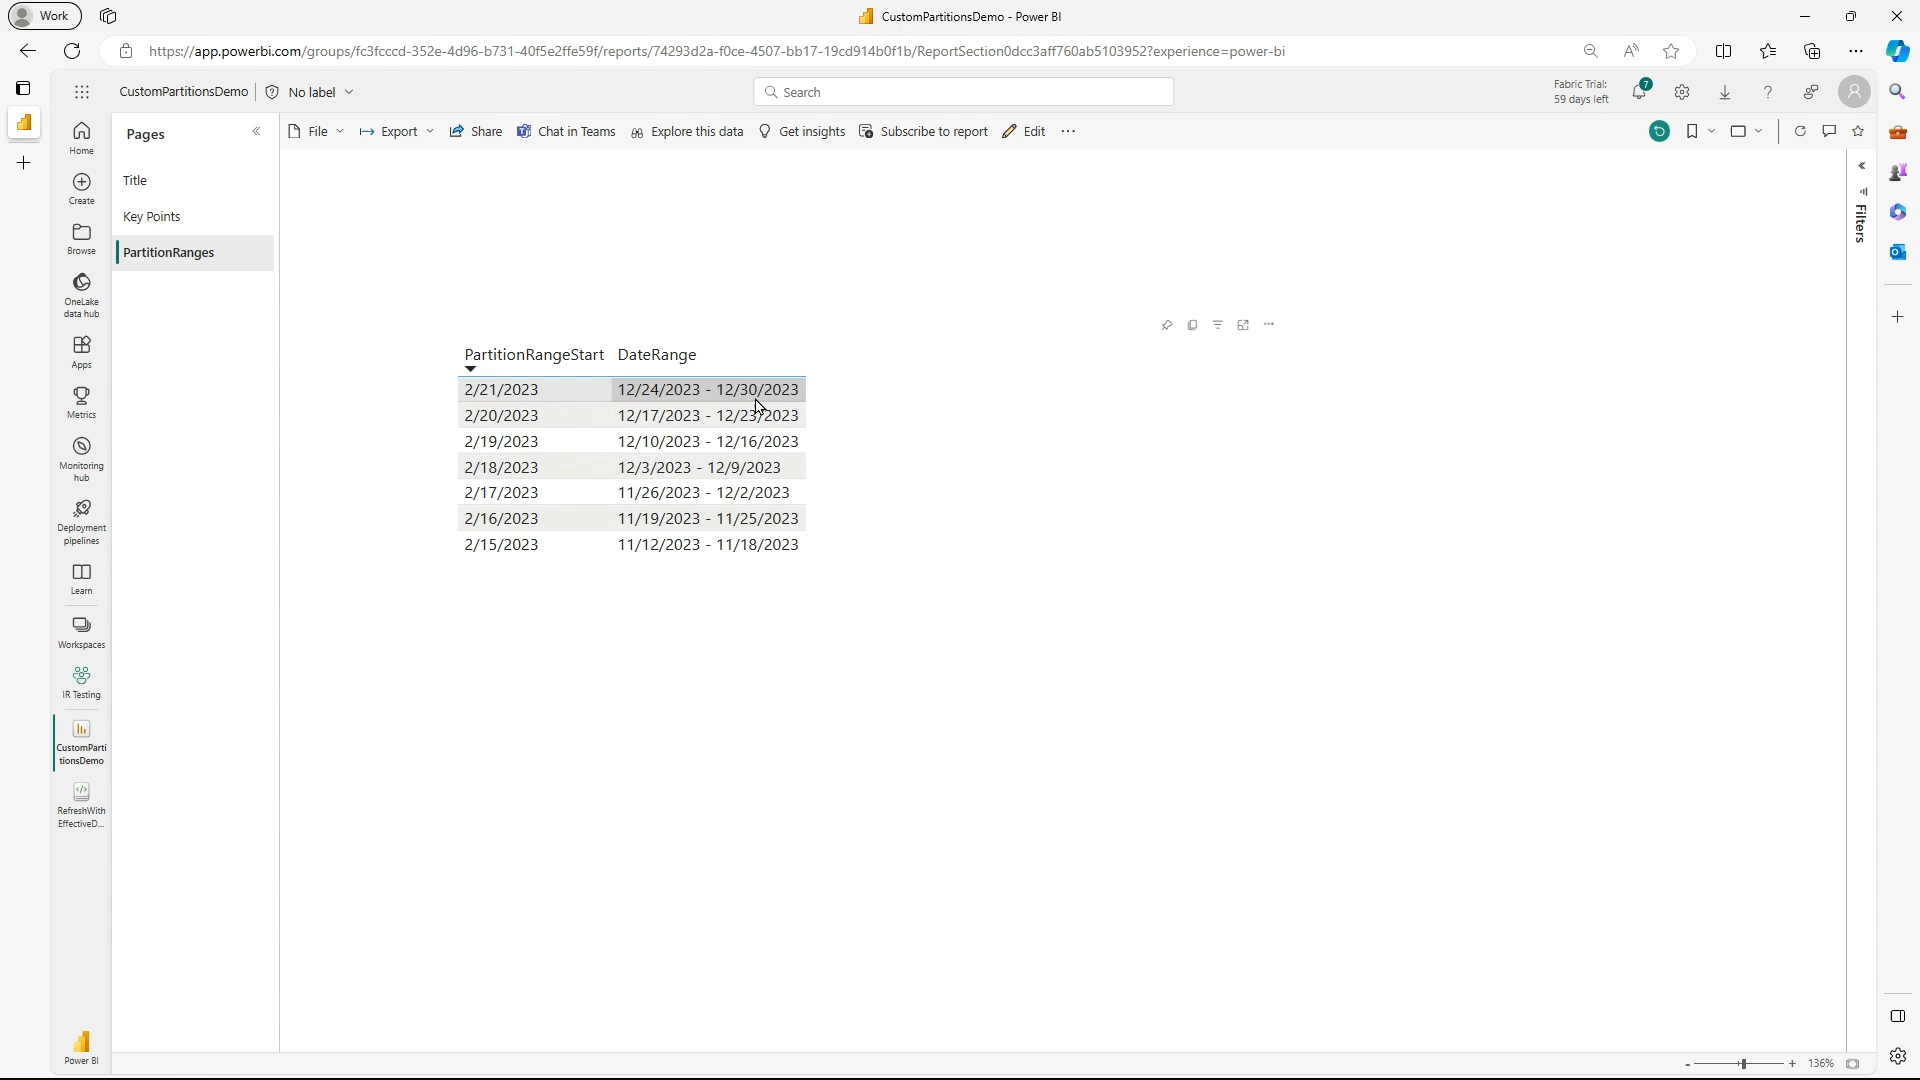 Work
CustomPartitionsDemo - Power BI
https://app.powerbi.com/groups/fc3fcccd-352e-4d96-b731-40f5e2ffe59f/reports/74293d2a-f0ce-4507-bb17-19cd914b0f1b/ReportSection0dcc3aff760ab5103952?experience=power-bi
CustomPartitionsDemo
No label
Search
Fabric Trial:
59 days left
7
Home
Create
Browse
OneLake
data hub
Apps
Metrics
Monitoring
hub
Deployment
pipelines
Learn
Workspaces
IR Testing
CustomParti
tionsDemo
RefreshWith
EffectiveD...
Power BI
Pages
Title
Key Points
PartitionRanges
File
Export
Share
Chat in Teams
Explore this data
Get insights
Subscribe to report
Edit
Filters
PartitionRangeStart DateRange
2/21/2023 12/24/2023 - 12/30/2023
2/20/2023 12/17/2023 - 12/23/2023
2/19/2023 12/10/2023 - 12/16/2023
2/18/2023 12/3/2023 - 12/9/2023
2/17/2023 11/26/2023 - 12/2/2023
2/16/2023 11/19/2023 - 11/25/2023
2/15/2023 11/12/2023 - 11/18/2023
- + 136%